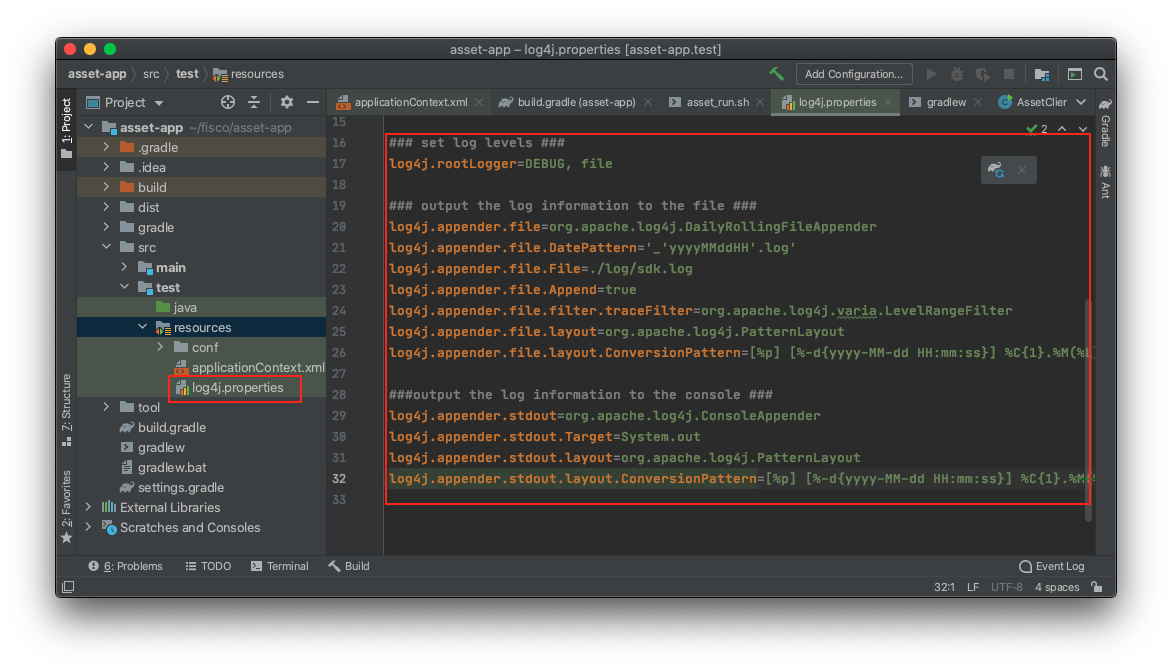 asset-app – log4j.properties [asset-app.test]
asset-app src test resources
Add Configuration...
1: Project
Z: Structure
2: Favorites
Project
applicationContext.xml
build.gradle (asset-app)
asset_run.sh
log4j.properties
gradlew
AssetClier
Gradle
Ant
asset-app ~/fisco/asset-app
.gradle
.idea
build
dist
gradle
src
main
test
java
resources
conf
applicationContext.xml
log4j.properties
tool
build.gradle
gradlew
gradlew.bat
settings.gradle
External Libraries
Scratches and Consoles
2
15
16 ### set log levels ###
17 log4j.rootLogger=DEBUG, file
18
19 ### output the log information to the file ###
20 log4j.appender.file=org.apache.log4j.DailyRollingFileAppender
21 log4j.appender.file.DatePattern='_'yyyyMMddHH'.log'
22 log4j.appender.file.File=./log/sdk.log
23 log4j.appender.file.Append=true
24 log4j.appender.file.filter.traceFilter=org.apache.log4j.varia.LevelRangeFilter
25 log4j.appender.file.layout=org.apache.log4j.PatternLayout
26 log4j.appender.file.layout.ConversionPattern=[%p] [%-d{yyyy-MM-dd HH:mm:ss}] %C{1}.%M(%L)
27
28 ###output the log information to the console ###
29 log4j.appender.stdout=org.apache.log4j.ConsoleAppender
30 log4j.appender.stdout.Target=System.out
31 log4j.appender.stdout.layout=org.apache.log4j.PatternLayout
32 log4j.appender.stdout.layout.ConversionPattern=[%p] [%-d{yyyy-MM-dd HH:mm:ss}] %C{1}.%M(
33
6: Problems TODO Terminal Build Event Log
32:1 LF UTF-8 4 spaces